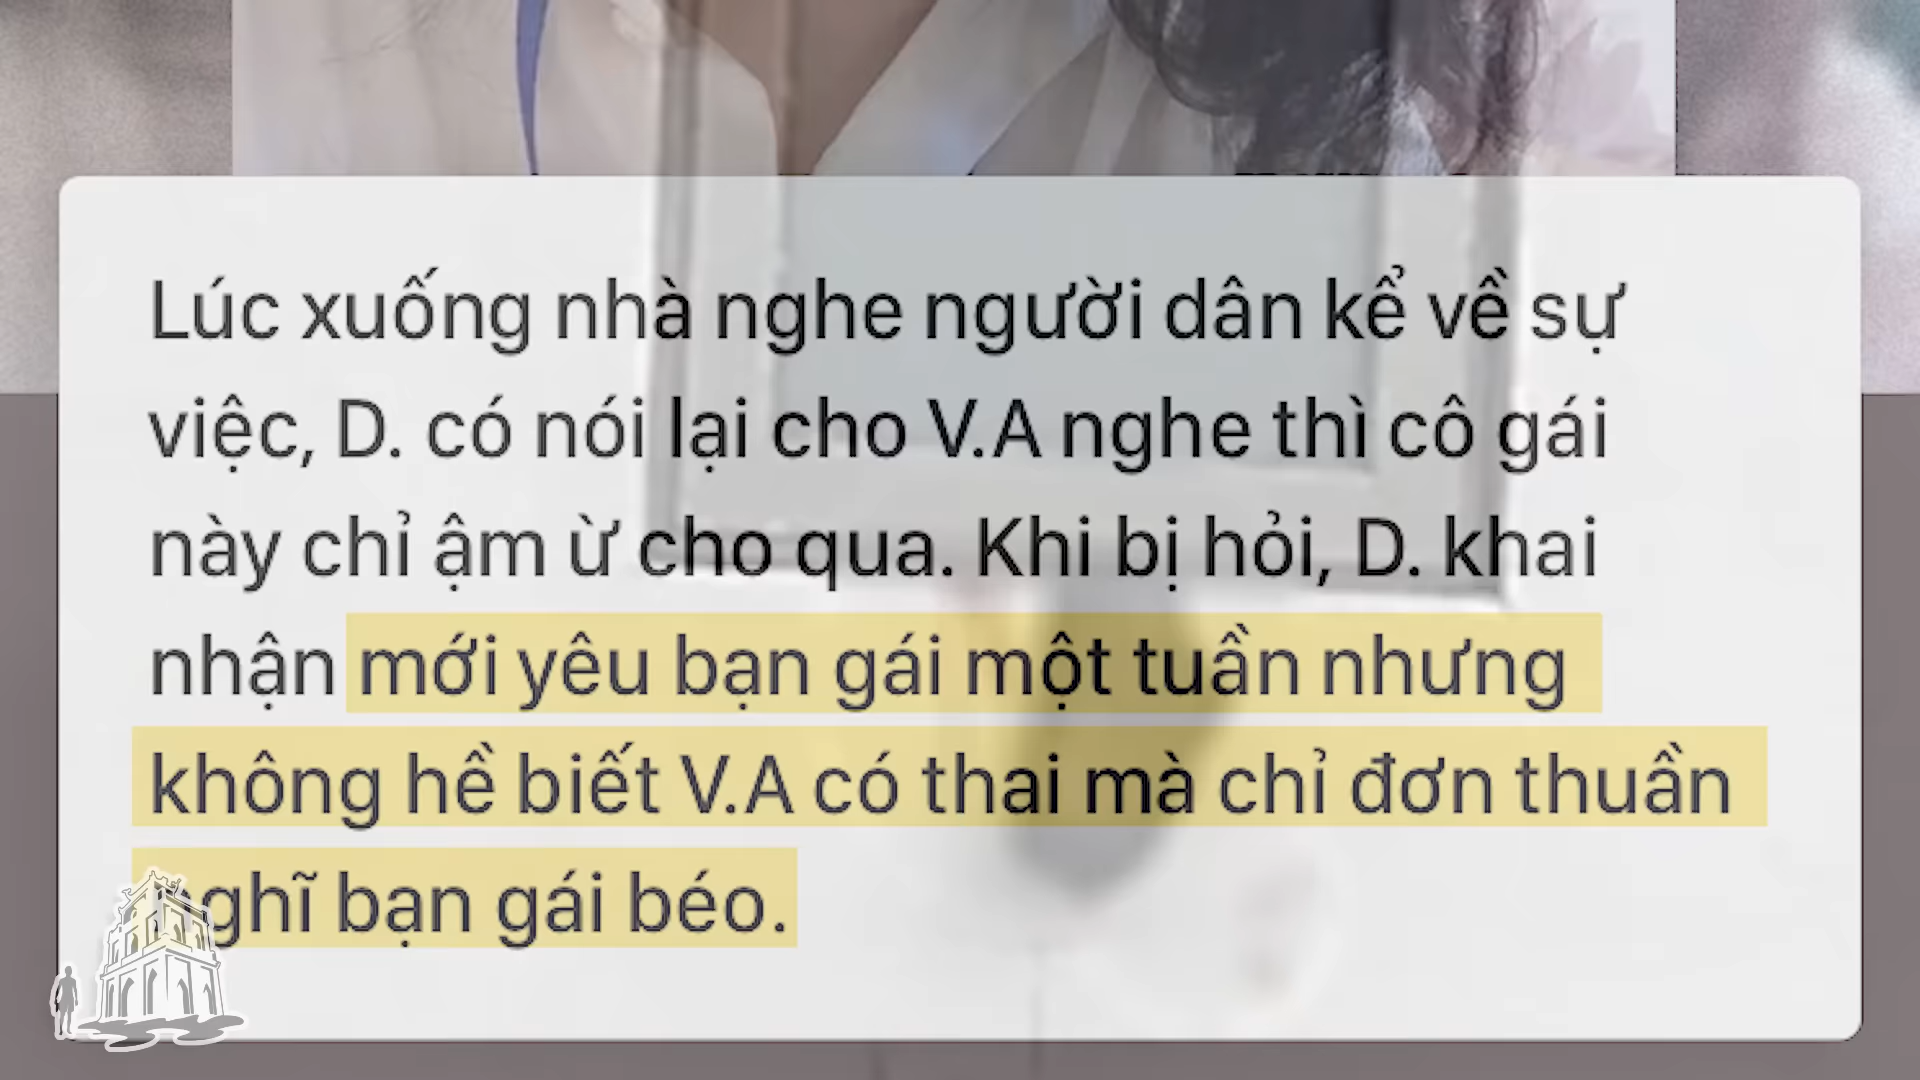 Lúc xuống nhà nghe người dân kể về sự
việc, D. có nói lại cho V.A nghe thì cô gái
này chỉ ậm ừ cho qua. Khi bị hỏi, D. khai
nhận mới yêu bạn gái một tuần nhưng
không hề biết V.A có thai mà chỉ đơn thuần
nghĩ bạn gái béo.